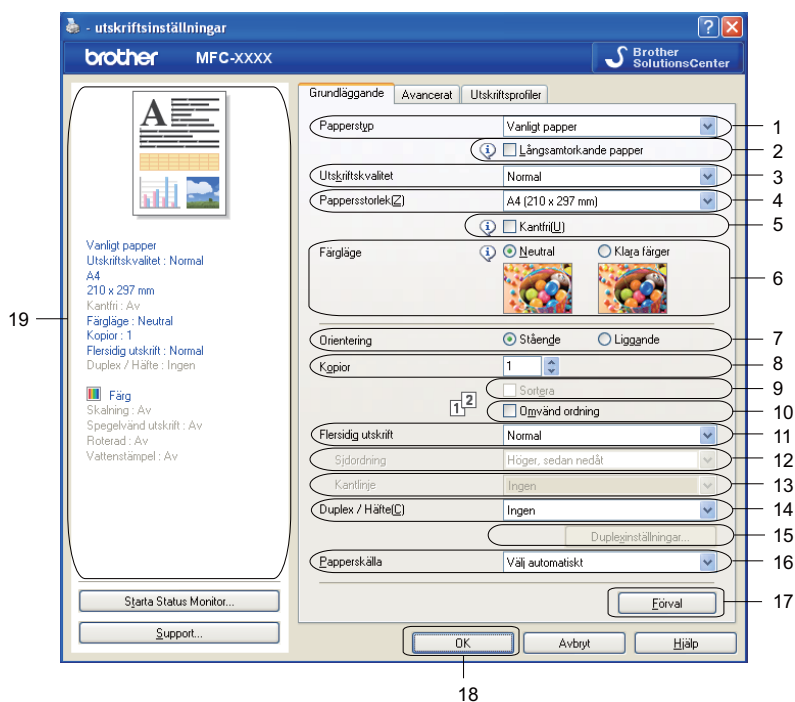 - utskriftsinställningar
brother MFC-XXXX
Brother
SolutionsCenter
Grundläggande Avancerat Utskriftsprofiler
Papperstyp Vanligt papper 1
Långsamtorkande papper 2
Utskriftskvalitet Normal 3
Pappersstorlek(Z) A4 (210 x 297 mm) 4
Kantfri(U) 5
Färgläge Neutral Klara färger 6
Orientering Stående Liggande 7
Kopior 1 8
Sortera 9
1 2 Omvänd ordning 10
Flersidig utskrift Normal 11
Sidordning Höger, sedan nedåt 12
Kantlinje Ingen 13
Duplex / Häfte(C) Ingen 14
Duplexinställningar... 15
Papperskälla Välj automatiskt 16
Förval 17
A
Vanligt papper
Utskriftskvalitet : Normal
A4
210 x 297 mm
Kantfri : Av
Färgläge : Neutral
Kopior : 1
Flersidig utskrift : Normal
Duplex / Häfte : Ingen
Färg
Skalning : Av
Spegelvänd utskrift : Av
Roterad : Av
Vattenstämpel : Av
19
Starta Status Monitor...
Support...
OK Avbryt Hjälp
18